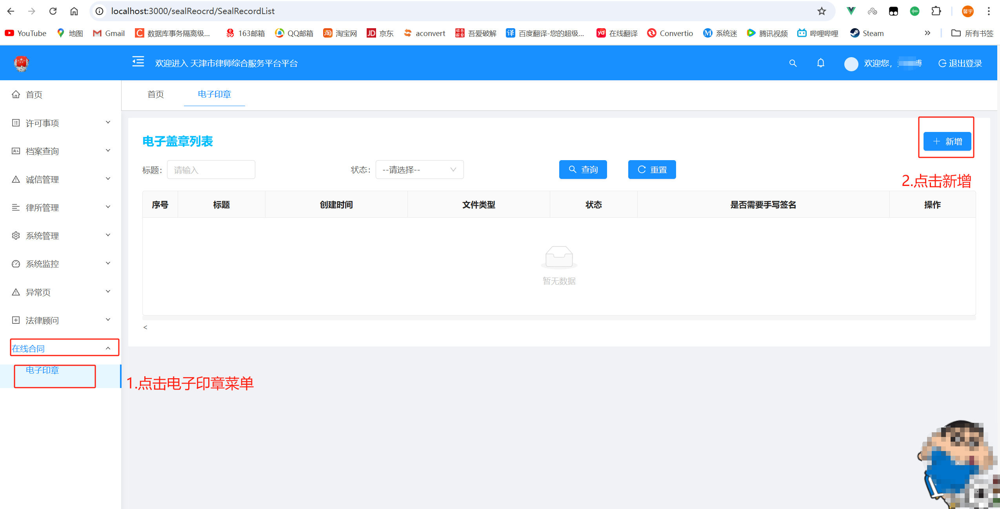 localhost:3000/sealReocrd/SealRecordList
馨宇
YouTube 地图 Gmail 数据库事务隔离级... 163邮箱 QQ邮箱 淘宝网 京东 aconvert 吾爱破解 百度翻译-您的超级... 在线翻译 Convertio 系统迷 腾讯视频 哔哩哔哩 Steam 所有书签
欢迎进入 天津市律师综合服务平台平台
欢迎您, 博 退出登录
首页
许可事项
档案查询
诚信管理
律所管理
系统管理
系统监控
异常页
法律顾问
在线合同
电子印章
1.点击电子印章菜单
首页 电子印章
电子盖章列表
+ 新增
2.点击新增
标题: 请输入 状态: --请选择-- 查询 重置
序号 标题 创建时间 文件类型 状态 是否需要手写签名 操作
暂无数据
<